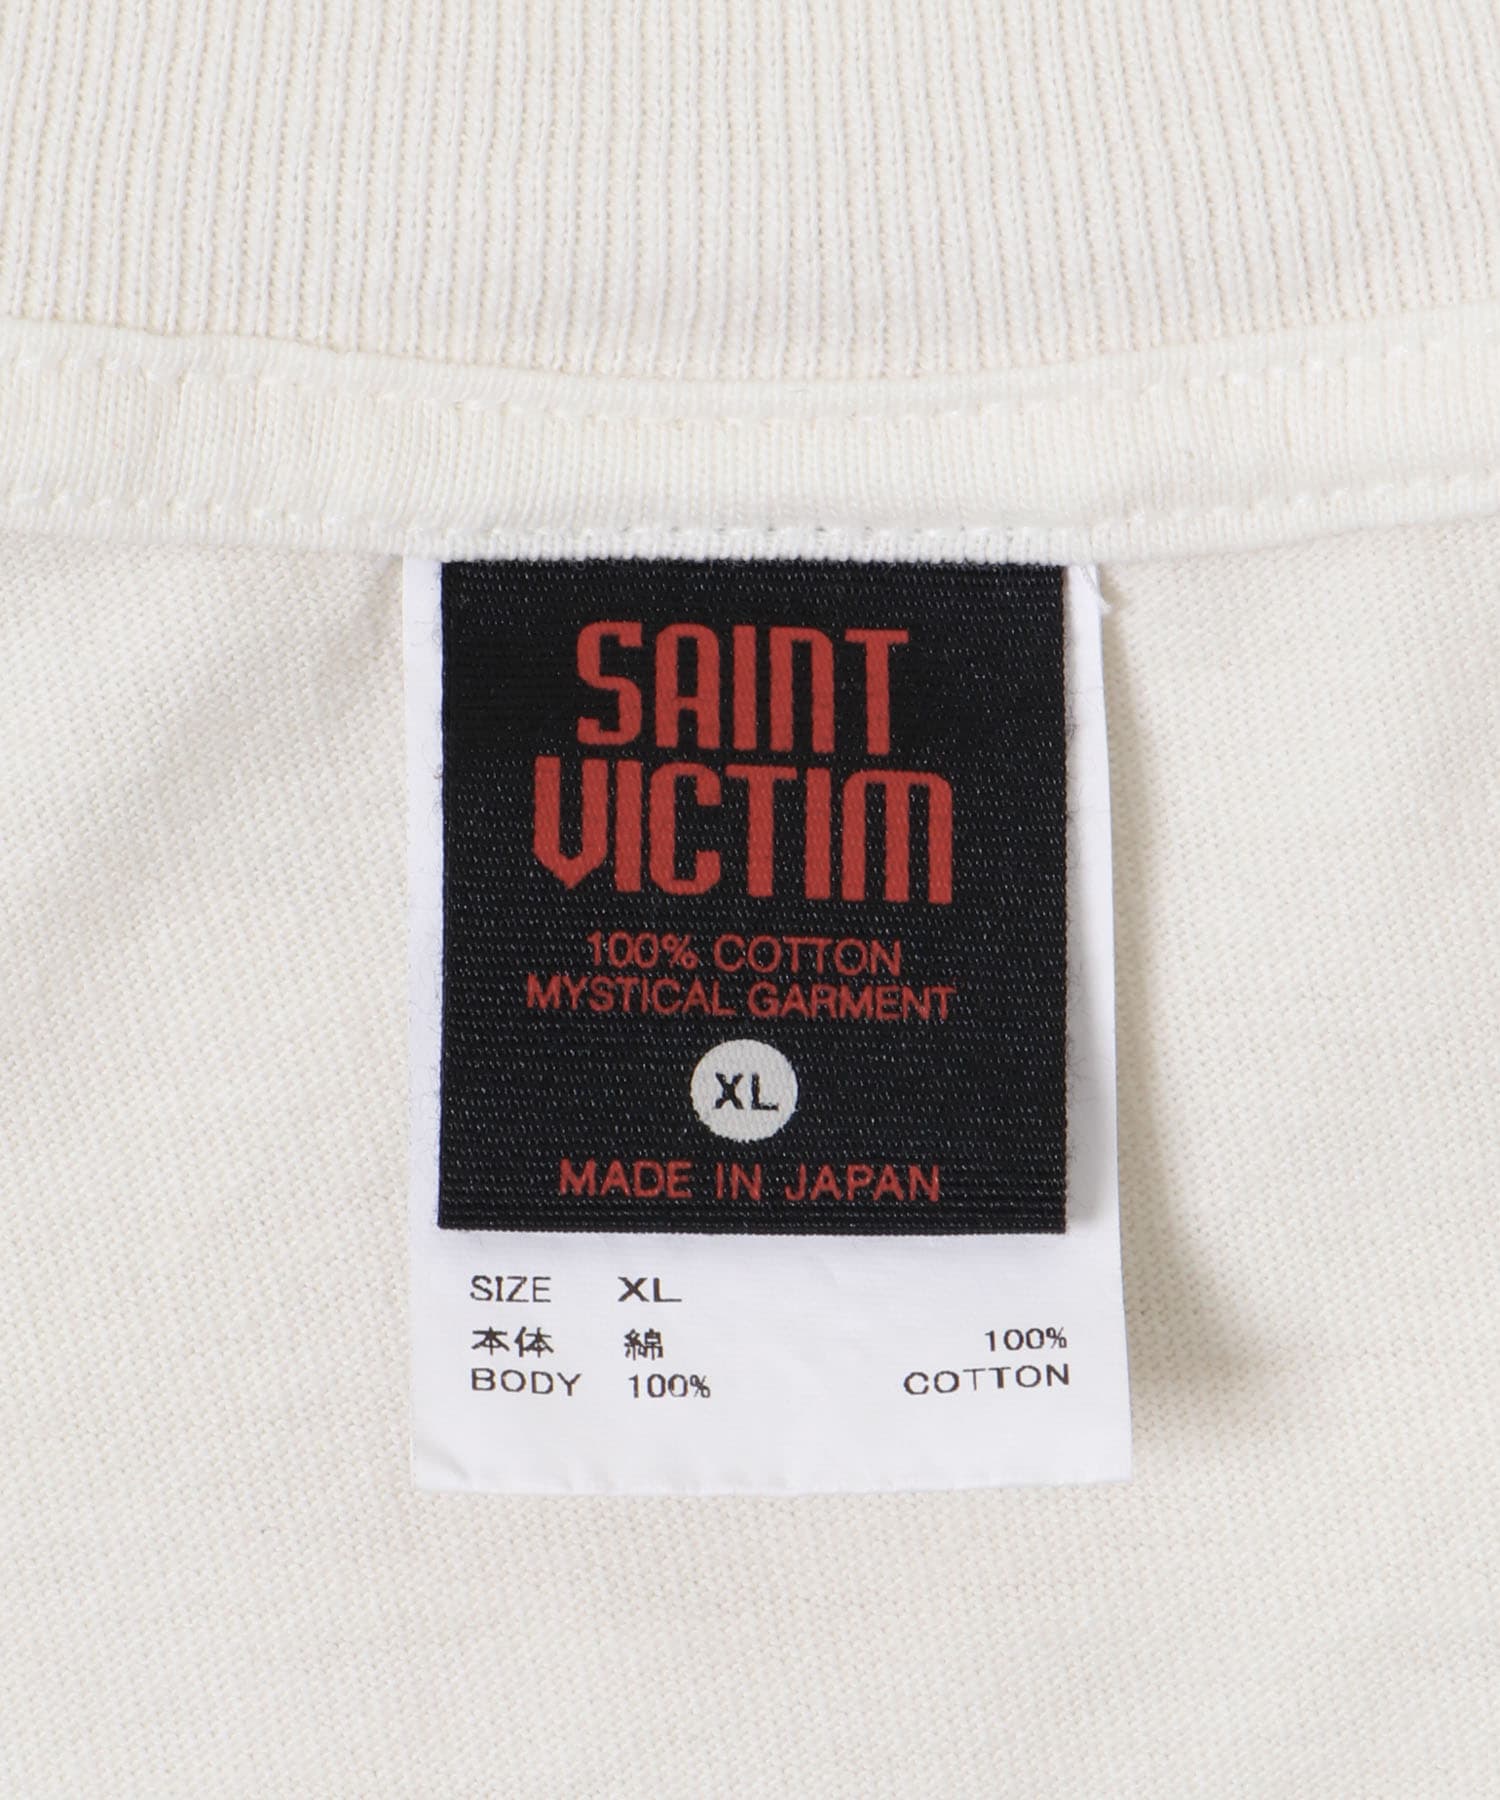 SAINT
VICTIM
100% COTTON
MYSTICAL GARMENT
XL
MADE IN JAPAN
SIZE XL
本体 綿 100%
BODY 100% COTTON